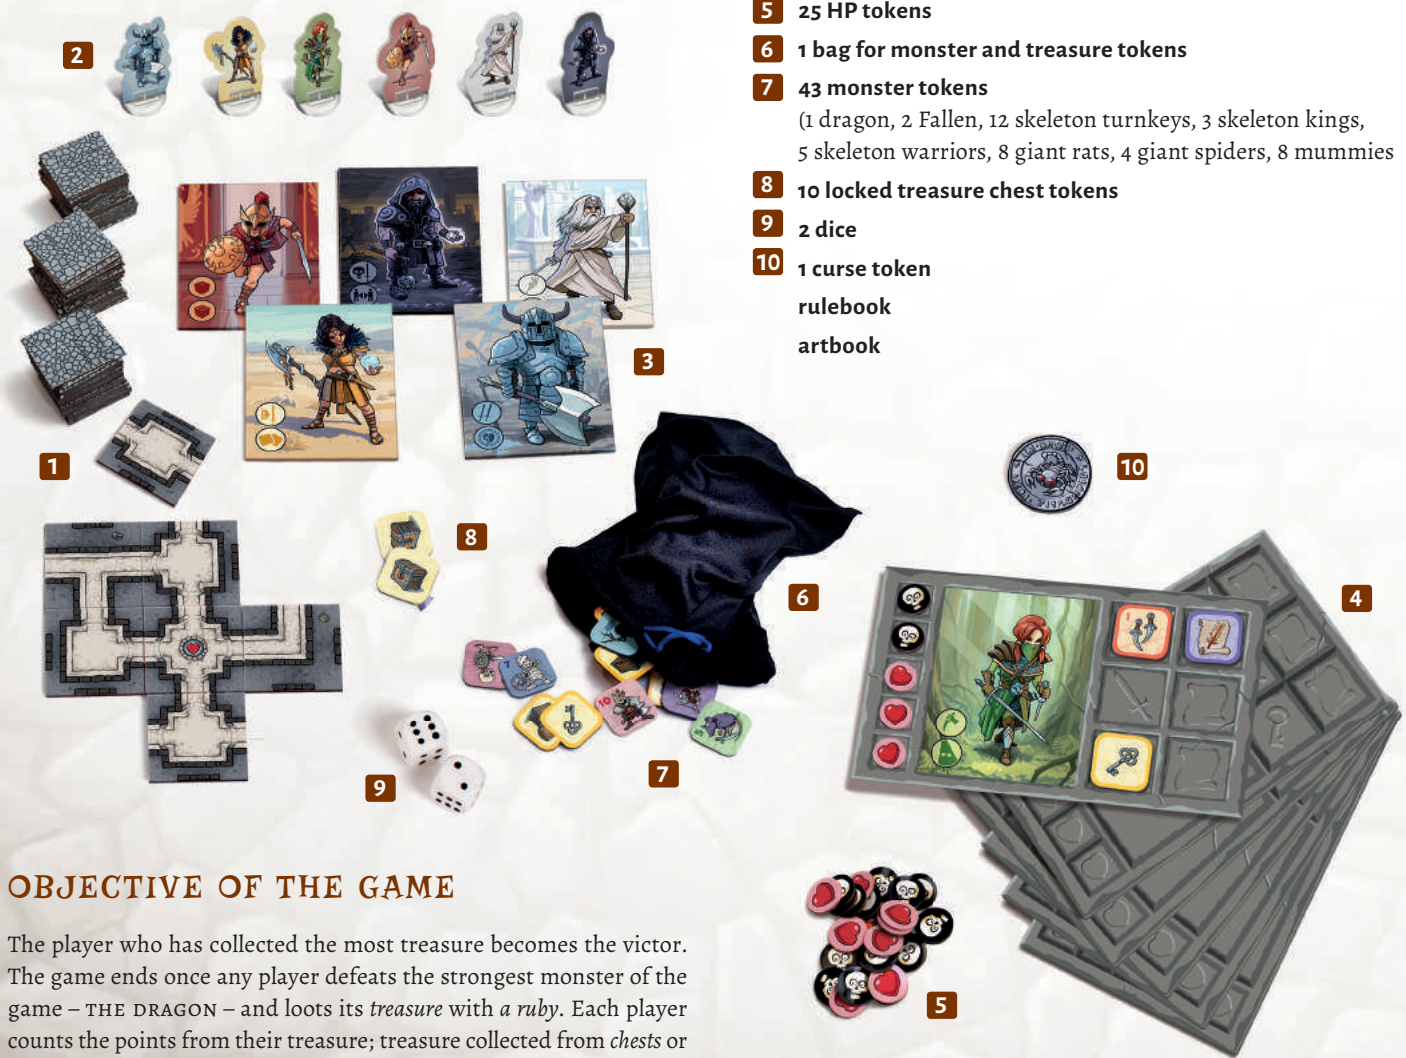 5 25 HP tokens
6 1 bag for monster and treasure tokens
7 43 monster tokens
(1 dragon, 2 Fallen, 12 skeleton turnkeys, 3 skeleton kings,
5 skeleton warriors, 8 giant rats, 4 giant spiders, 8 mummies
8 10 locked treasure chest tokens
9 2 dice
10 1 curse token
rulebook
artbook
2
3
1
8
10
6
4
7
9
5
OBJECTIVE OF THE GAME
The player who has collected the most treasure becomes the victor.
The game ends once any player defeats the strongest monster of the
game – THE DRAGON – and loots its treasure with a ruby. Each player
counts the points from their treasure; treasure collected from chests or